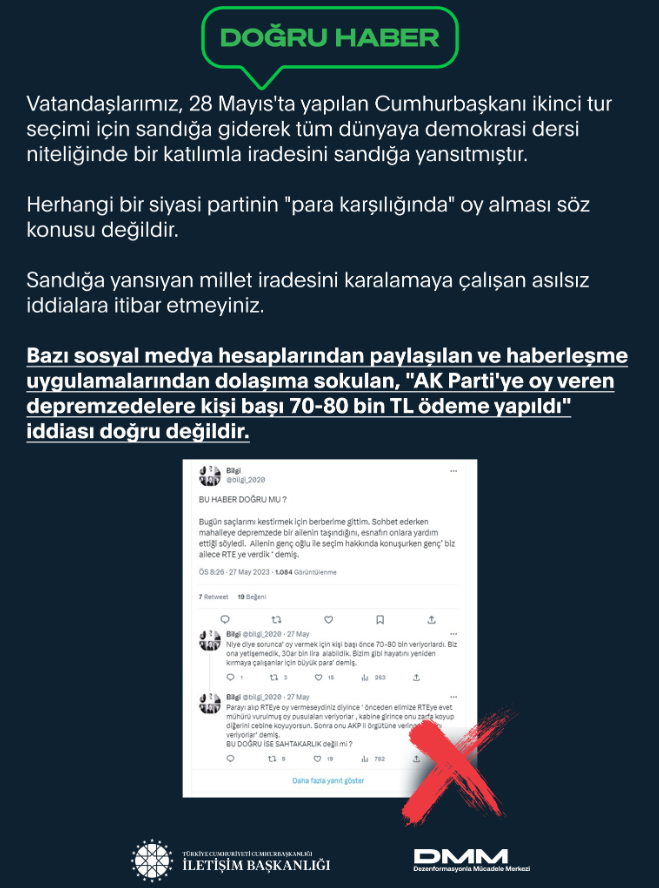 DOĞRU HABER
Vatandaşlarımız, 28 Mayıs'ta yapılan Cumhurbaşkanı ikinci tur
seçimi için sandığa giderek tüm dünyaya demokrasi dersi
niteliğinde bir katılımla iradesini sandığa yansıtmıştır.
Herhangi bir siyasi partinin "para karşılığında" oy alması söz
konusu değildir.
Sandığa yansıyan millet iradesini karalamaya çalışan asılsız
iddialara itibar etmeyiniz.
Bazı sosyal medya hesaplarından paylaşılan ve haberleşme
uygulamalarından dolaşıma sokulan, "AK Parti'ye oy veren
depremzedelere kişi başı 70-80 bin TL ödeme yapıldı"
iddiası doğru değildir.
Bilgi
@bilgi_2020
BU HABER DOĞRU MU ?
Bugün saçlarımı kestirmek için berberime gittim. Sohbet ederken
mahalleye depremzede bir ailenin taşındığını, esnafın onlara yardım
ettiği söyledi. Ailenin genç oğlu ile seçim hakkında konuşurken genç' biz
ailece RTE ye verdik ' demiş.
ÖS 8:26 · 27 May 2023 · 1.084 Görüntülenme
7 Retweet 19 Beğeni
Bilgi @bilgi_2020 · 27 May
Niye diye sorunca' oy vermek için kişi başı önce 70-80 bin veriyorlardı. Biz
ona yetişemedik, 30ar bin lira alabildik. Bizim gibi hayatını yeniden
kırmaya çalışanlar için büyük para' demiş.
1 3 18 263
Bilgi @bilgi_2020 · 27 May
Parayı alıp RTEye oy vermeseydiniz diyince ' önceden elimize RTEye evet
mühürü vurulmuş oy pusulaları veriyorlar , kabine girince onu zarfa koyup
diğerini cebine koyuyorsun. Sonra onu AKP li örgütüne
veriyorlar' demiş.
BU DOĞRU İSE SAHTAKARLIK değil mi ?
9 19 792
Daha fazla yanıt göster
TÜRKİYE CUMHURİYETİ CUMHURBAŞKANLIĞI
İLETİŞİM BAŞKANLIĞI
DMM
Dezenformasyonla Mücadele Merkezi